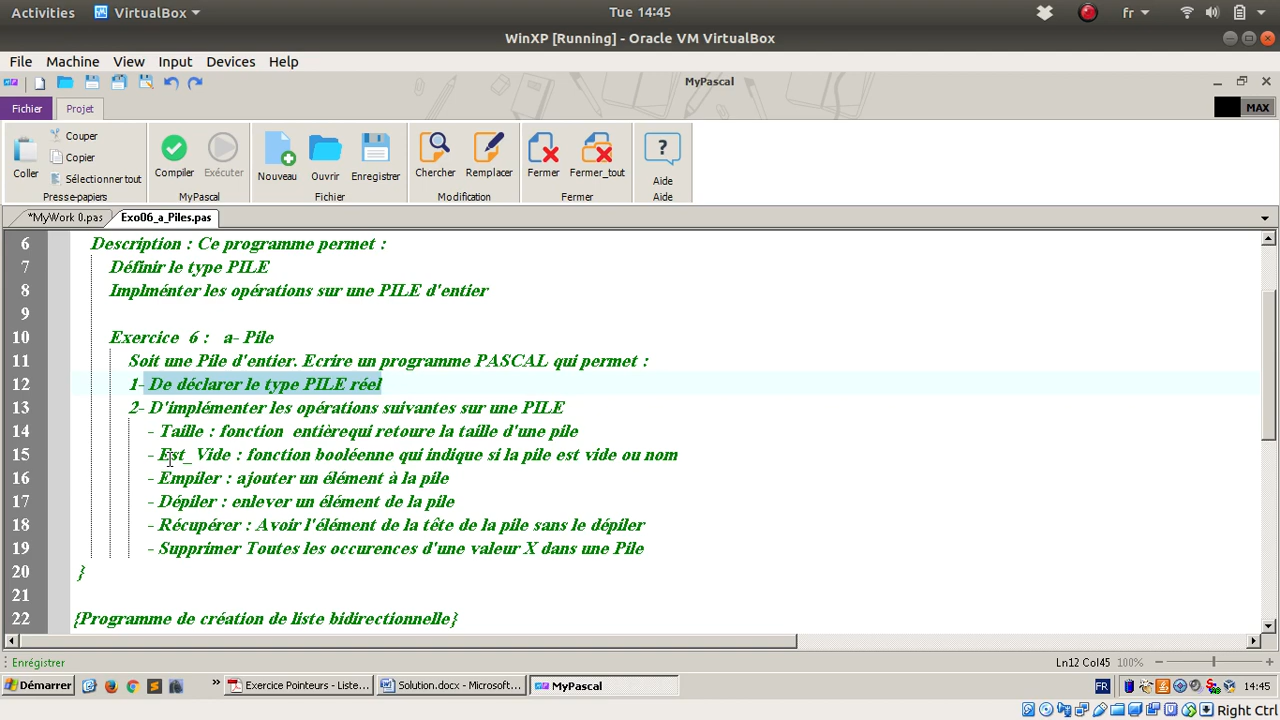 Activities VirtualBox Tue 14:45 fr
WinXP [Running] - Oracle VM VirtualBox
File Machine View Input Devices Help
MyPascal
Fichier Projet MAX
Coller Couper Copier Sélectionner tout Compiler Exécuter Nouveau Ouvrir Enregistrer Chercher Remplacer Fermer Fermer_tout ? Aide
Presse-papiers MyPascal Fichier Modification Fermer Aide
*MyWork 0.pas Exo06_a_Piles.pas
6 Description : Ce programme permet :
7 Définir le type PILE
8 Implménter les opérations sur une PILE d'entier
9
10 Exercice 6 : a- Pile
11 Soit une Pile d'entier. Ecrire un programme PASCAL qui permet :
12 1- De déclarer le type PILE réel
13 2- D'implémenter les opérations suivantes sur une PILE
14 - Taille : fonction entièrequi retoure la taille d'une pile
15 - Est_Vide : fonction booléenne qui indique si la pile est vide ou nom
16 - Empiler : ajouter un élément à la pile
17 - Dépiler : enlever un élément de la pile
18 - Récupérer : Avoir l'élément de la tête de la pile sans le dépiler
19 - Supprimer Toutes les occurences d'une valeur X dans une Pile
20 }
21
22 {Programme de création de liste bidirectionnelle}
Enrégistrer Ln12 Col45 100%
Démarrer » Exercice Pointeurs - Liste... Solution.docx - Microsoft... MyPascal FR 14:45
Right Ctrl